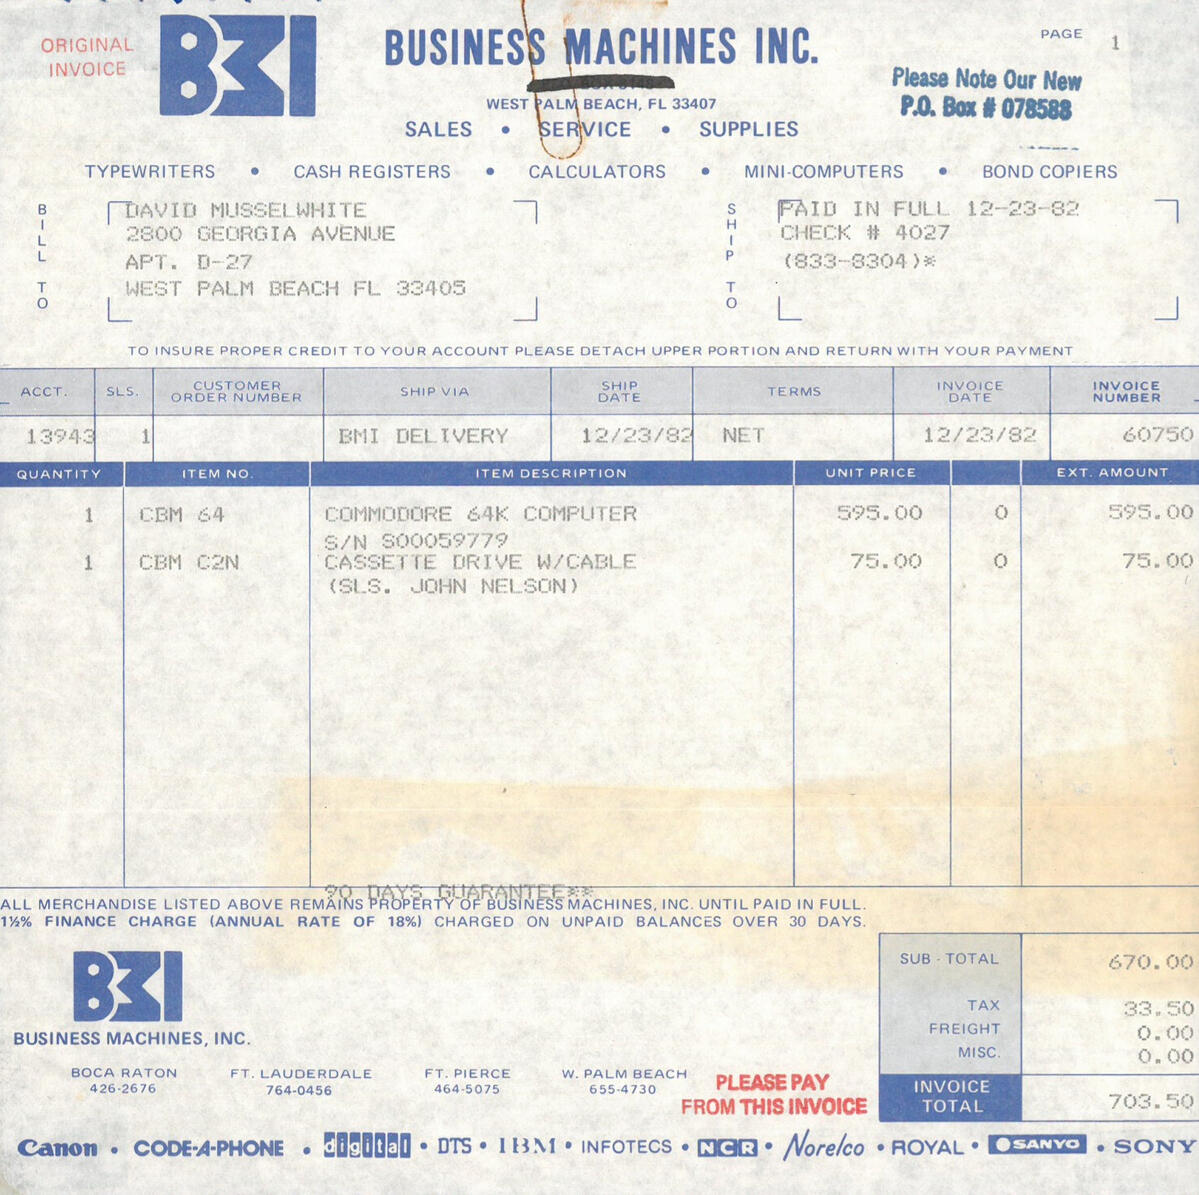 ORIGINAL INVOICE
BMI
BUSINESS MACHINES INC.
PAGE 1
Please Note Our New
P.O. Box # 078588
WEST PALM BEACH, FL 33407
SALES • SERVICE • SUPPLIES
TYPEWRITERS • CASH REGISTERS • CALCULATORS • MINI-COMPUTERS • BOND COPIERS
BILL TO
DAVID MUSSELWHITE
2800 GEORGIA AVENUE
APT. D-27
WEST PALM BEACH FL 33405
SHIP TO
PAID IN FULL 12-23-82
CHECK # 4027
(833-8304)*
TO INSURE PROPER CREDIT TO YOUR ACCOUNT PLEASE DETACH UPPER PORTION AND RETURN WITH YOUR PAYMENT
ACCT. SLS. CUSTOMER ORDER NUMBER SHIP VIA SHIP DATE TERMS INVOICE DATE INVOICE NUMBER
13943 1 BMI DELIVERY 12/23/82 NET 12/23/82 60750
QUANTITY ITEM NO. ITEM DESCRIPTION UNIT PRICE EXT. AMOUNT
1 CBM 64 COMMODORE 64K COMPUTER 595.00 0 595.00
S/N S00059779
1 CBM C2N CASSETTE DRIVE W/CABLE 75.00 0 75.00
(SLS. JOHN NELSON)
90 DAYS GUARANTEE**
ALL MERCHANDISE LISTED ABOVE REMAINS PROPERTY OF BUSINESS MACHINES, INC. UNTIL PAID IN FULL.
1½% FINANCE CHARGE (ANNUAL RATE OF 18%) CHARGED ON UNPAID BALANCES OVER 30 DAYS.
SUB - TOTAL 670.00
TAX 33.50
FREIGHT 0.00
MISC. 0.00
INVOICE TOTAL 703.50
BMI
BUSINESS MACHINES, INC.
BOCA RATON FT. LAUDERDALE FT. PIERCE W. PALM BEACH
426-2676 764-0456 464-5075 655-4730
PLEASE PAY
FROM THIS INVOICE
Canon • CODE-A-PHONE • digital • DTS • IBM • INFOTECS • NCR • Norelco • ROYAL • SANYO • SONY